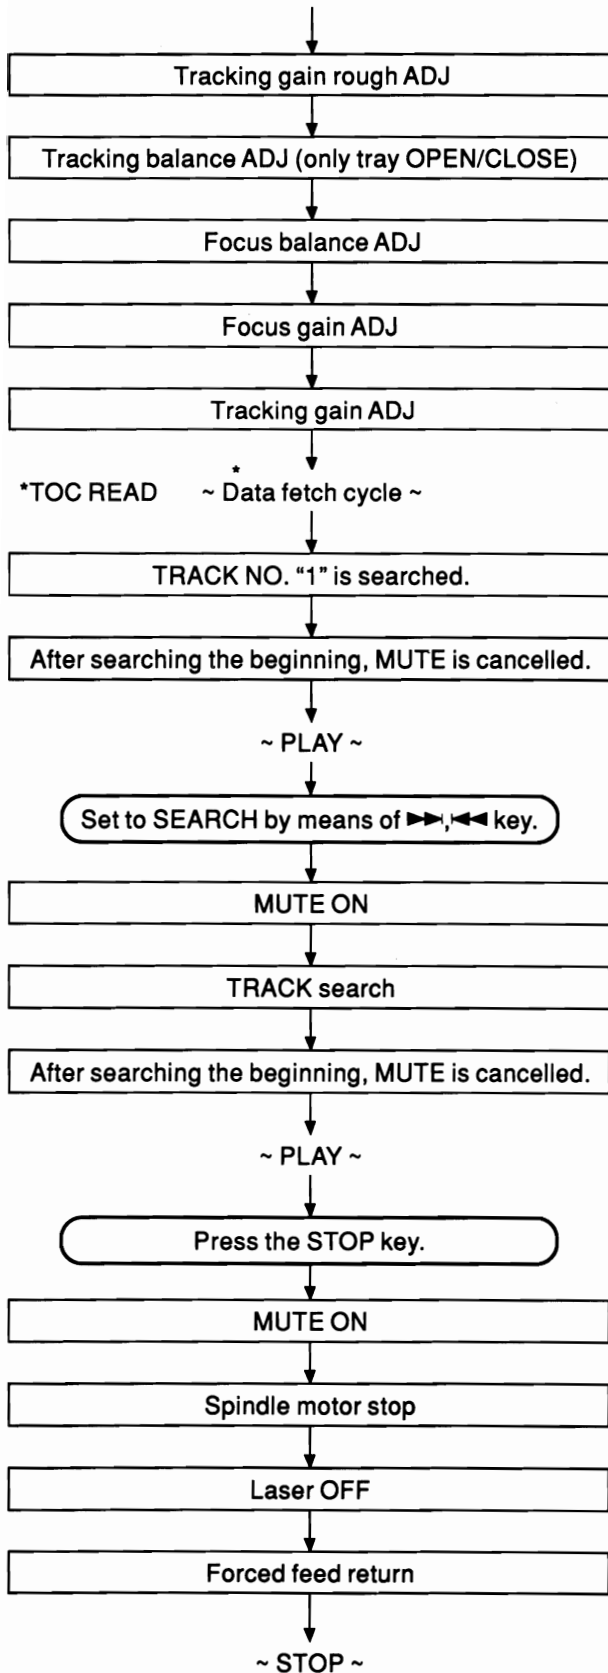 Tracking gain rough ADJ
Tracking balance ADJ (only tray OPEN/CLOSE)
Focus balance ADJ
Focus gain ADJ
Tracking gain ADJ
*TOC READ ~ Data fetch cycle ~
*
TRACK NO. “1” is searched.
After searching the beginning, MUTE is cancelled.
~ PLAY ~
Set to SEARCH by means of ▶▶|,|◀◀ key.
MUTE ON
TRACK search
After searching the beginning, MUTE is cancelled.
~ PLAY ~
Press the STOP key.
MUTE ON
Spindle motor stop
Laser OFF
Forced feed return
~ STOP ~